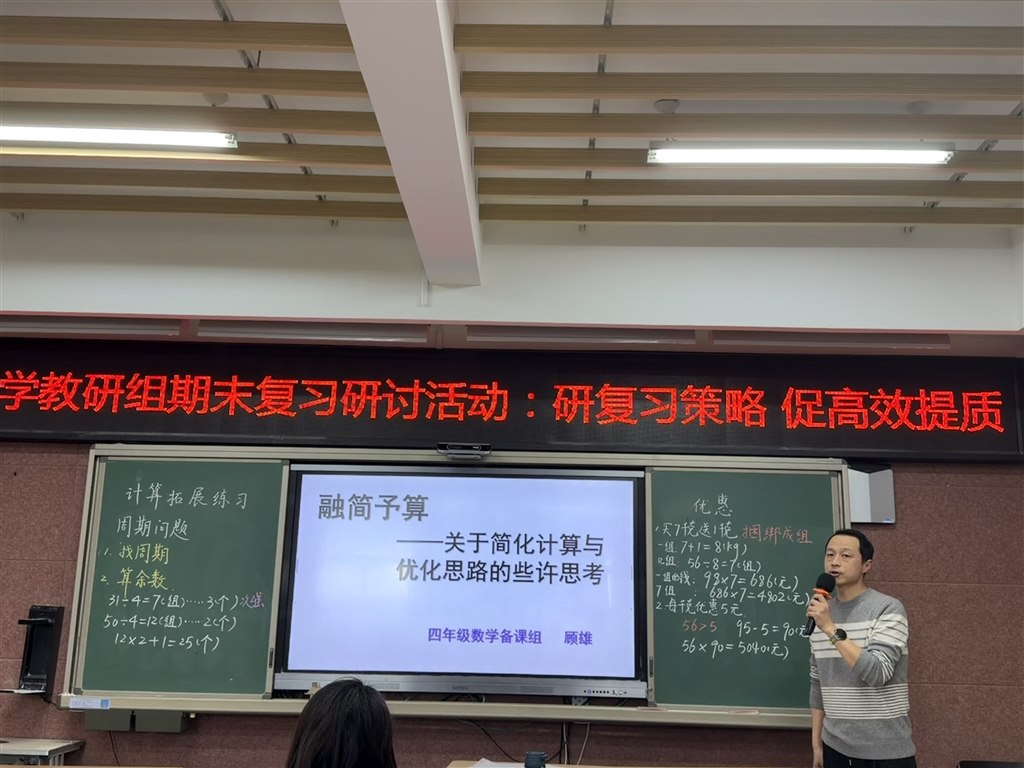 学教研组期末复习研讨活动：研复习策略 促高效提质
计算拓展练习
周期问题
1. 找周期
2. 算余数
31÷4=7(组)……3(个)
50÷4=12(组)……2(个)
12×2+1=25(个)
融简予算
——关于简化计算与
优化思路的些许思考
四年级数学备课组 顾雄
优惠
1.买7kg送1kg 捆绑成组
一组: 7+1=8(kg)
56÷8=7(组)
一组的钱: 98×7=686(元)
7组: 686×7=4802(元)
2.每kg优惠5元
56>5 95-5=90(元)
56×90=5040(元)